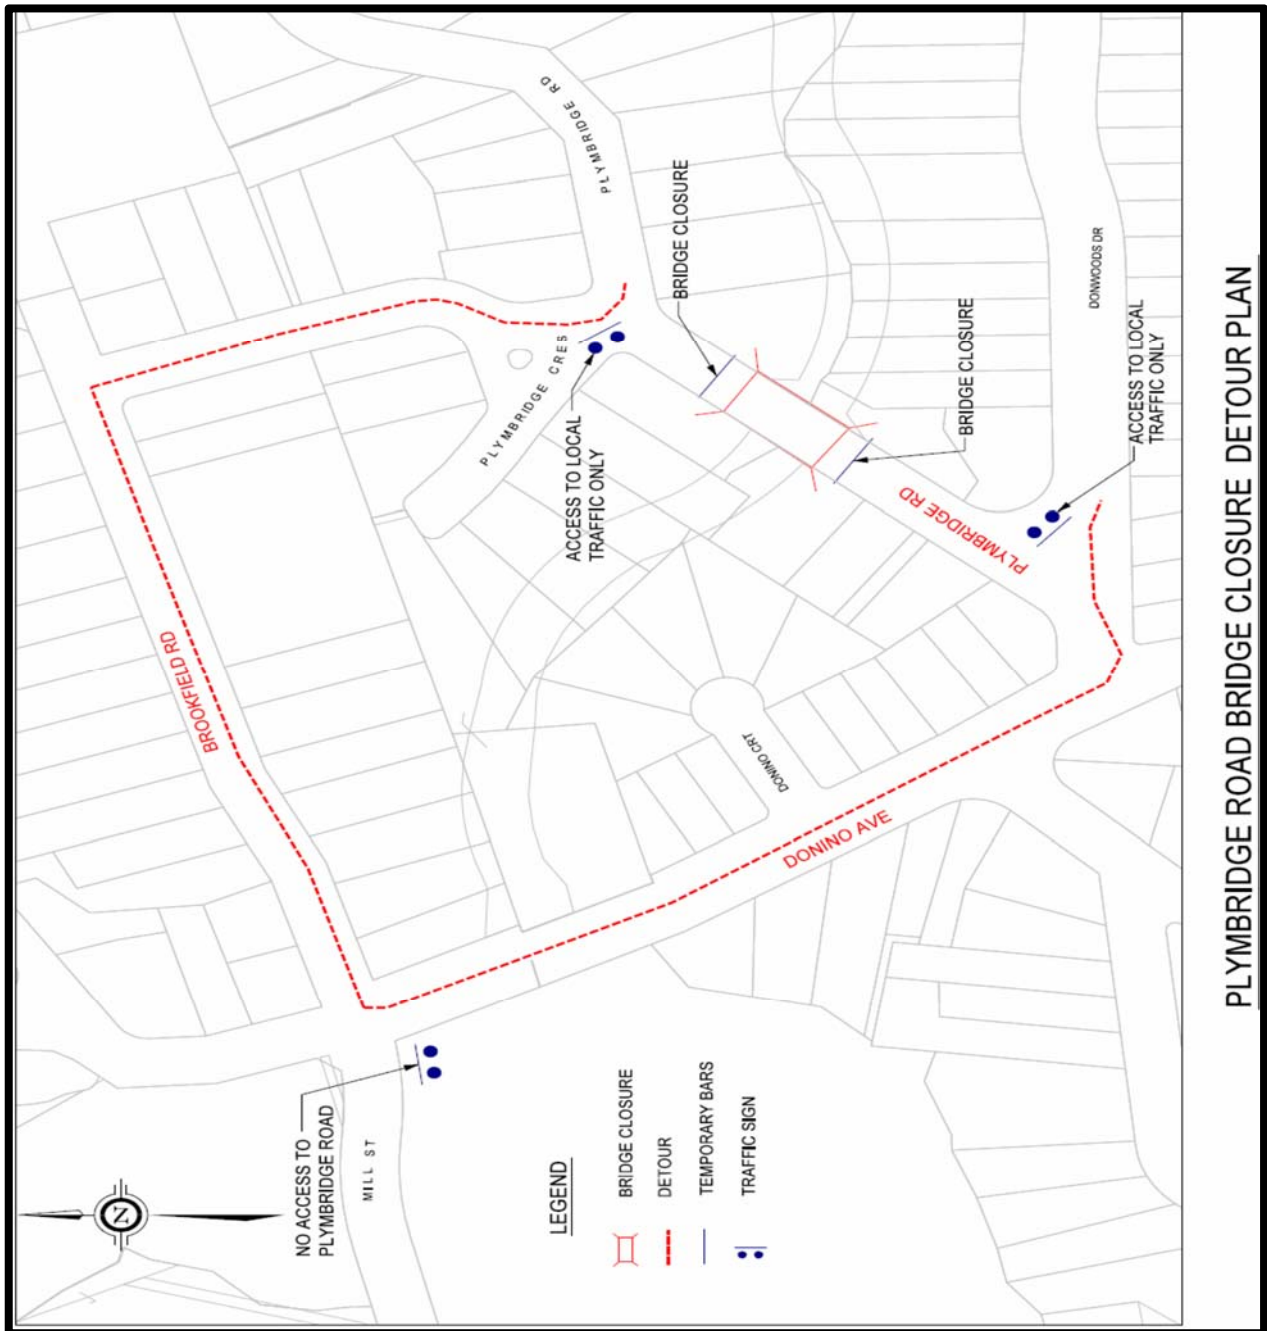 PLYMBRIDGE RD
BRIDGE CLOSURE
BRIDGE CLOSURE
DONWOODS DR
PLYMBRIDGE CRES
ACCESS TO LOCAL
TRAFFIC ONLY
ACCESS TO LOCAL
TRAFFIC ONLY
PLYMBRIDGE RD
BROOKFIELD RD
DONINO CRT
DONINO AVE
NO ACCESS TO
PLYMBRIDGE ROAD
MILL ST
N
LEGEND
BRIDGE CLOSURE
DETOUR
TEMPORARY BARS
TRAFFIC SIGN
PLYMBRIDGE ROAD BRIDGE CLOSURE DETOUR PLAN